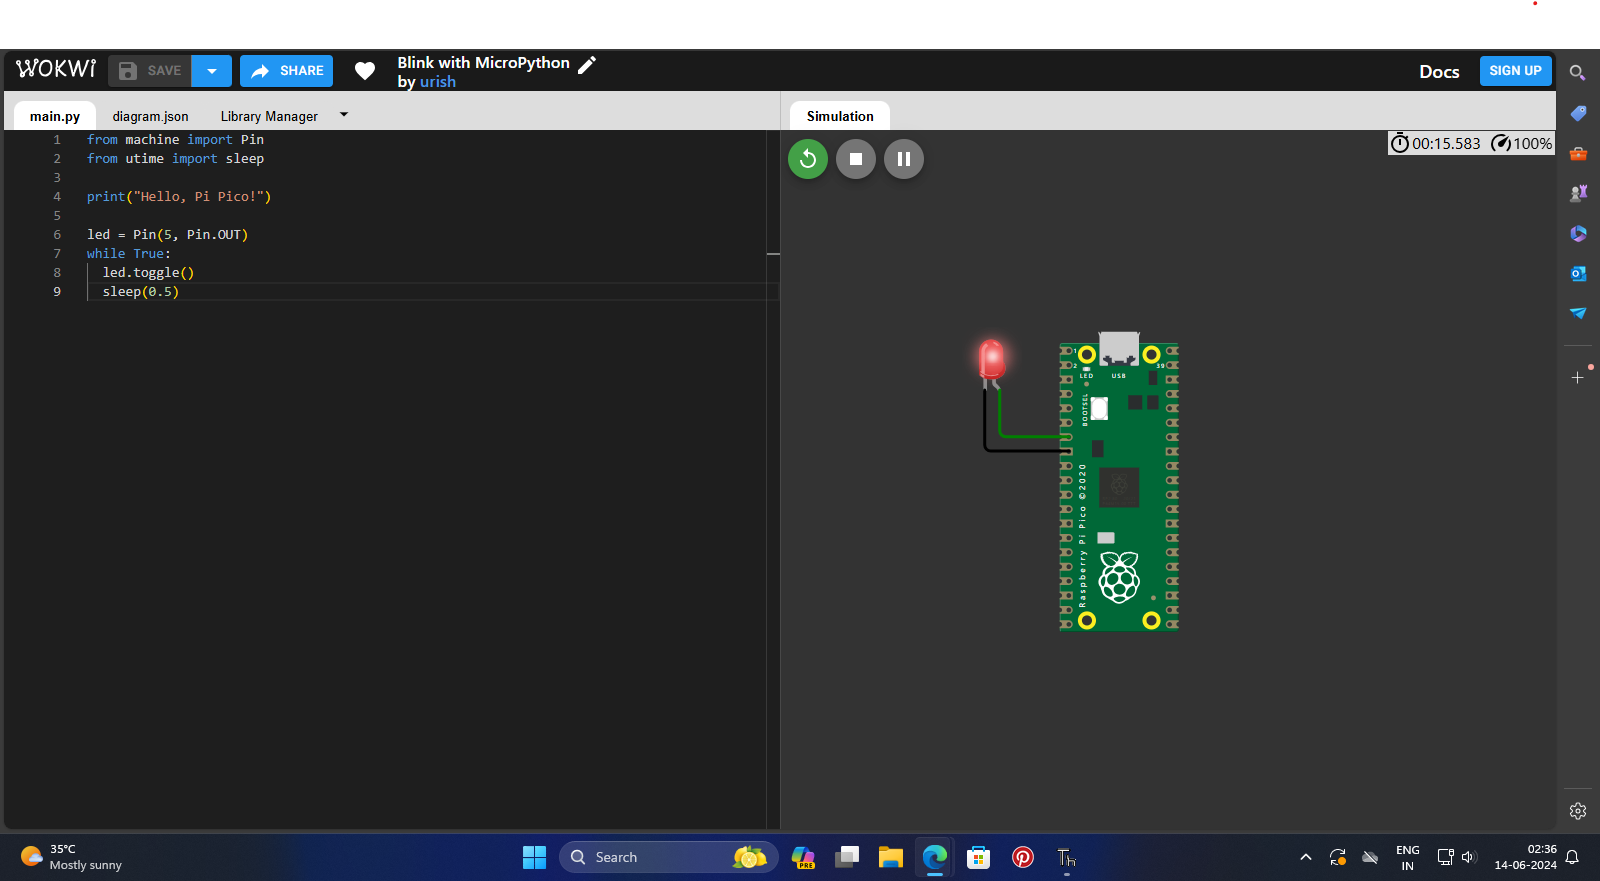 WOKWI
SAVE
SHARE
Blink with MicroPython
by urish
Docs
SIGN UP
main.py
diagram.json
Library Manager
Simulation
1 from machine import Pin
2 from utime import sleep
3
4 print("Hello, Pi Pico!")
5
6 led = Pin(5, Pin.OUT)
7 while True:
8 led.toggle()
9 sleep(0.5)
00:15.583 100%
1
2
39
LED
USB
BOOTSEL
Raspberry Pi Pico ©2020
35°C
Mostly sunny
Search
PRE
ENG
IN
02:36
14-06-2024